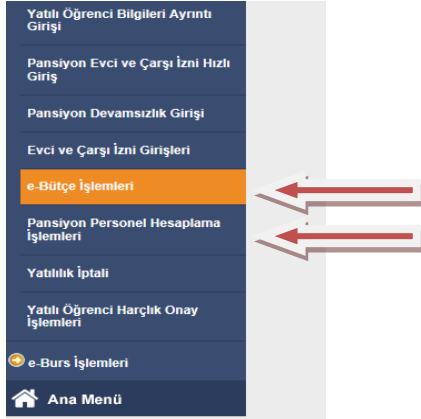 Yatılı Öğrenci Bilgileri Ayrıntı
Girişi
Pansiyon Evci ve Çarşı İzni Hızlı
Giriş
Pansiyon Devamsızlık Girişi
Evci ve Çarşı İzni Girişleri
e-Bütçe İşlemleri
Pansiyon Personel Hesaplama
İşlemleri
Yatılılık İptali
Yatılı Öğrenci Harçlık Onay
İşlemleri
e-Burs İşlemleri
Ana Menü